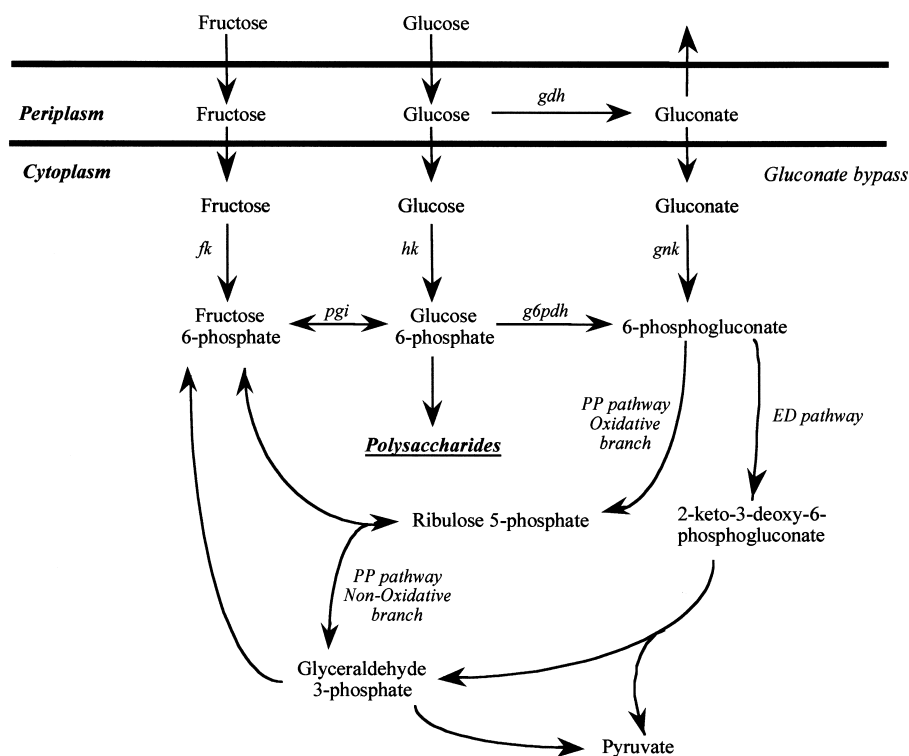 Fructose
Glucose
Periplasm
Fructose
Glucose
gdh
Gluconate
Cytoplasm
Gluconate bypass
Fructose
Glucose
Gluconate
fk
hk
gnk
Fructose
6-phosphate
pgi
Glucose
6-phosphate
g6pdh
6-phosphogluconate
PP pathway
Oxidative
branch
ED pathway
Polysaccharides
Ribulose 5-phosphate
2-keto-3-deoxy-6-
phosphogluconate
PP pathway
Non-Oxidative
branch
Glyceraldehyde
3-phosphate
Pyruvate